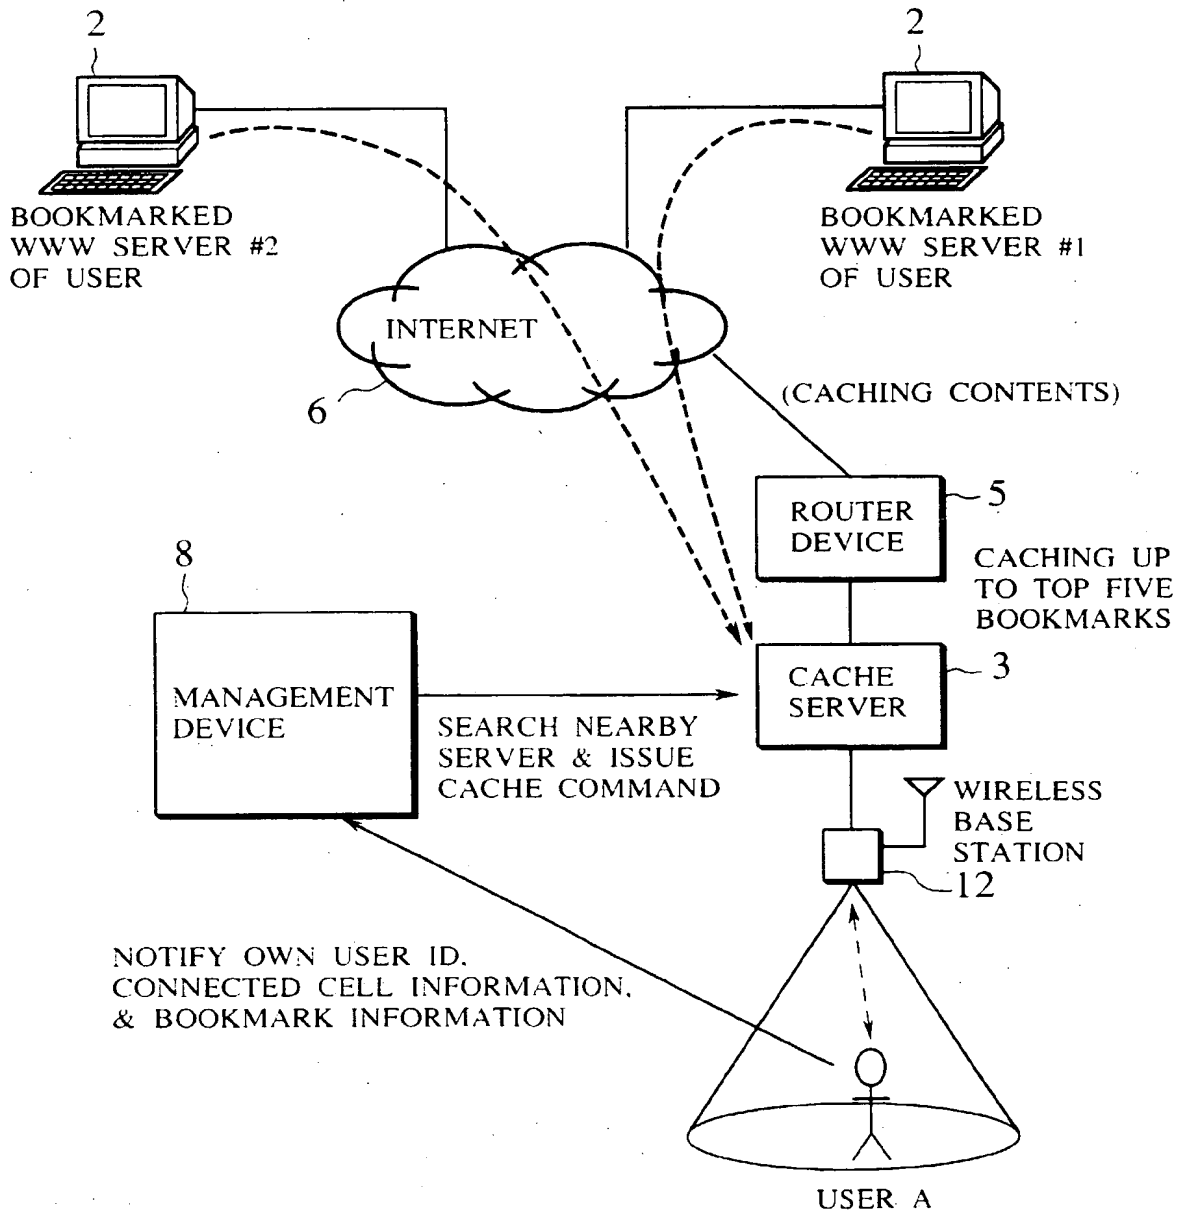 2
2
BOOKMARKED
WWW SERVER #2
OF USER
BOOKMARKED
WWW SERVER #1
OF USER
INTERNET
6
(CACHING CONTENTS)
ROUTER
DEVICE
5
CACHING UP
TO TOP FIVE
BOOKMARKS
8
MANAGEMENT
DEVICE
CACHE
SERVER
3
SEARCH NEARBY
SERVER & ISSUE
CACHE COMMAND
WIRELESS
BASE
STATION
12
NOTIFY OWN USER ID,
CONNECTED CELL INFORMATION,
& BOOKMARK INFORMATION
USER A